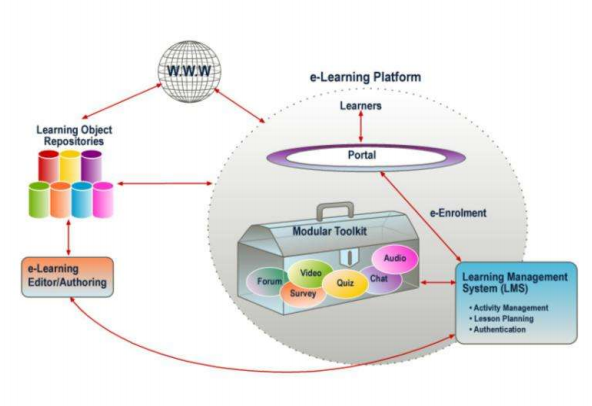 W.W.W
e-Learning Platform
Learners
Learning Object
Repositories
Portal
e-Enrolment
Modular Toolkit
Audio
Video
Forum
Chat
Quiz
Survey
e-Learning
Editor/Authoring
Learning Management
System (LMS)
• Activity Management
• Lesson Planning
• Authentication